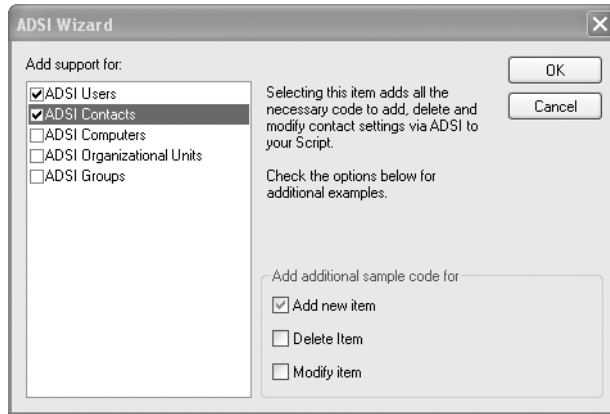 ADSI Wizard
Add support for:
ADSI Users
ADSI Contacts
ADSI Computers
ADSI Organizational Units
ADSI Groups
Selecting this item adds all the
necessary code to add, delete and
modify contact settings via ADSI to
your Script.
Check the options below for
additional examples.
OK
Cancel
Add additional sample code for
Add new item
Delete Item
Modify item